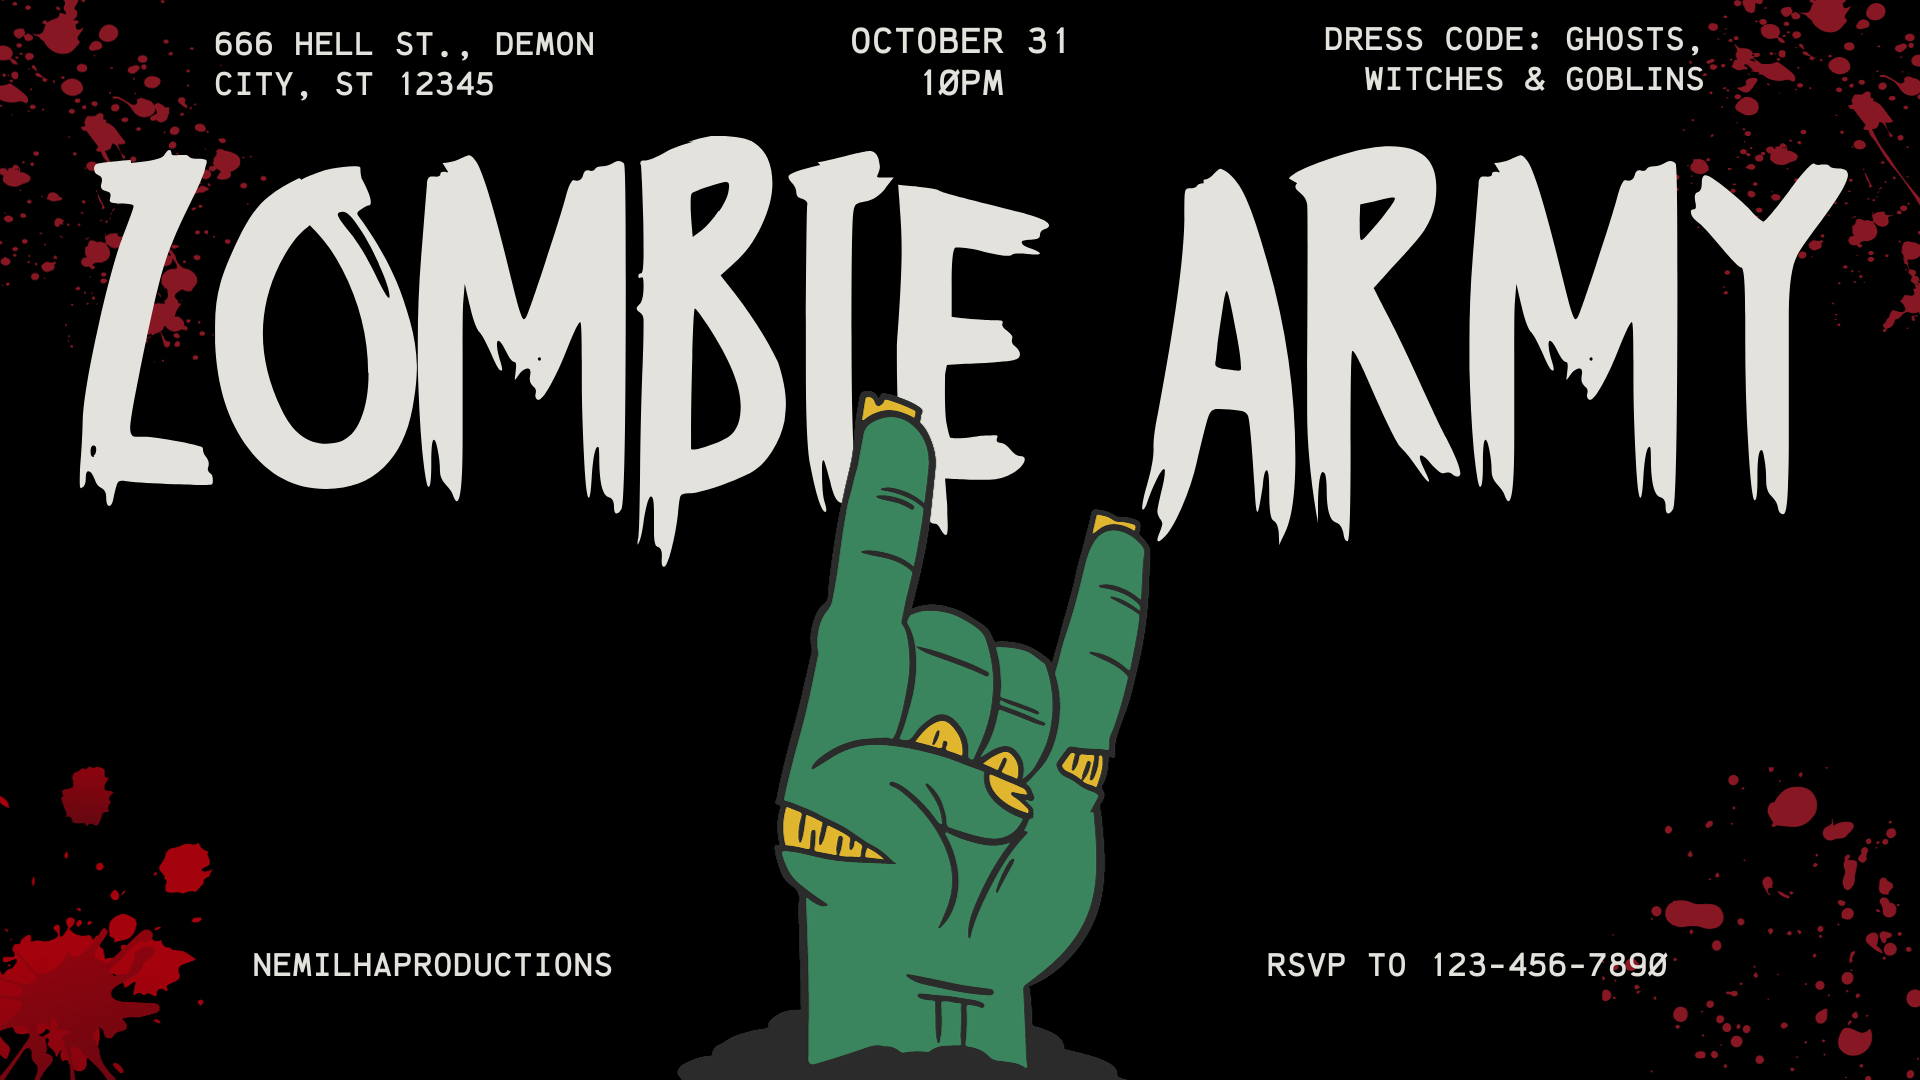 666 HELL ST., DEMON
CITY, ST 12345
OCTOBER 31
10PM
DRESS CODE: GHOSTS,
WITCHES & GOBLINS
ZOMBIE ARMY
NEMILHAPRODUCTIONS
RSVP TO 123-456-7890